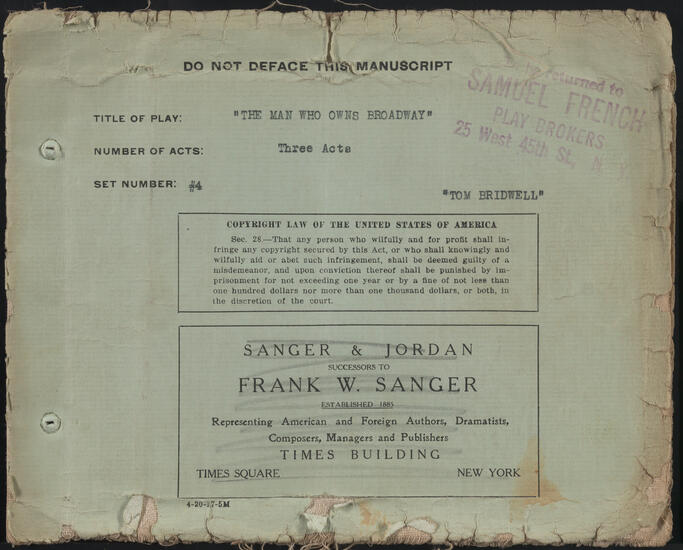 DO NOT DEFACE THIS MANUSCRIPT
returned to
SAMUEL FRENCH
PLAY BROKERS
25 West 45th St,
TITLE OF PLAY: "THE MAN WHO OWNS BROADWAY"
NUMBER OF ACTS: Three Acts
SET NUMBER: #4
"TOM BRIDWELL"
COPYRIGHT LAW OF THE UNITED STATES OF AMERICA
Sec. 28.—That any person who wilfully and for profit shall in-
fringe any copyright secured by this Act, or who shall knowingly and
wilfully aid or abet such infringement, shall be deemed guilty of a
misdemeanor, and upon conviction thereof shall be punished by im-
prisonment for not exceeding one year or by a fine of not less than
one hundred dollars nor more than one thousand dollars, or both, in
the discretion of the court.
SANGER & JORDAN
SUCCESSORS TO
FRANK W. SANGER
ESTABLISHED 1885
Representing American and Foreign Authors, Dramatists,
Composers, Managers and Publishers
TIMES BUILDING
TIMES SQUARE NEW YORK
4-20-17-5M